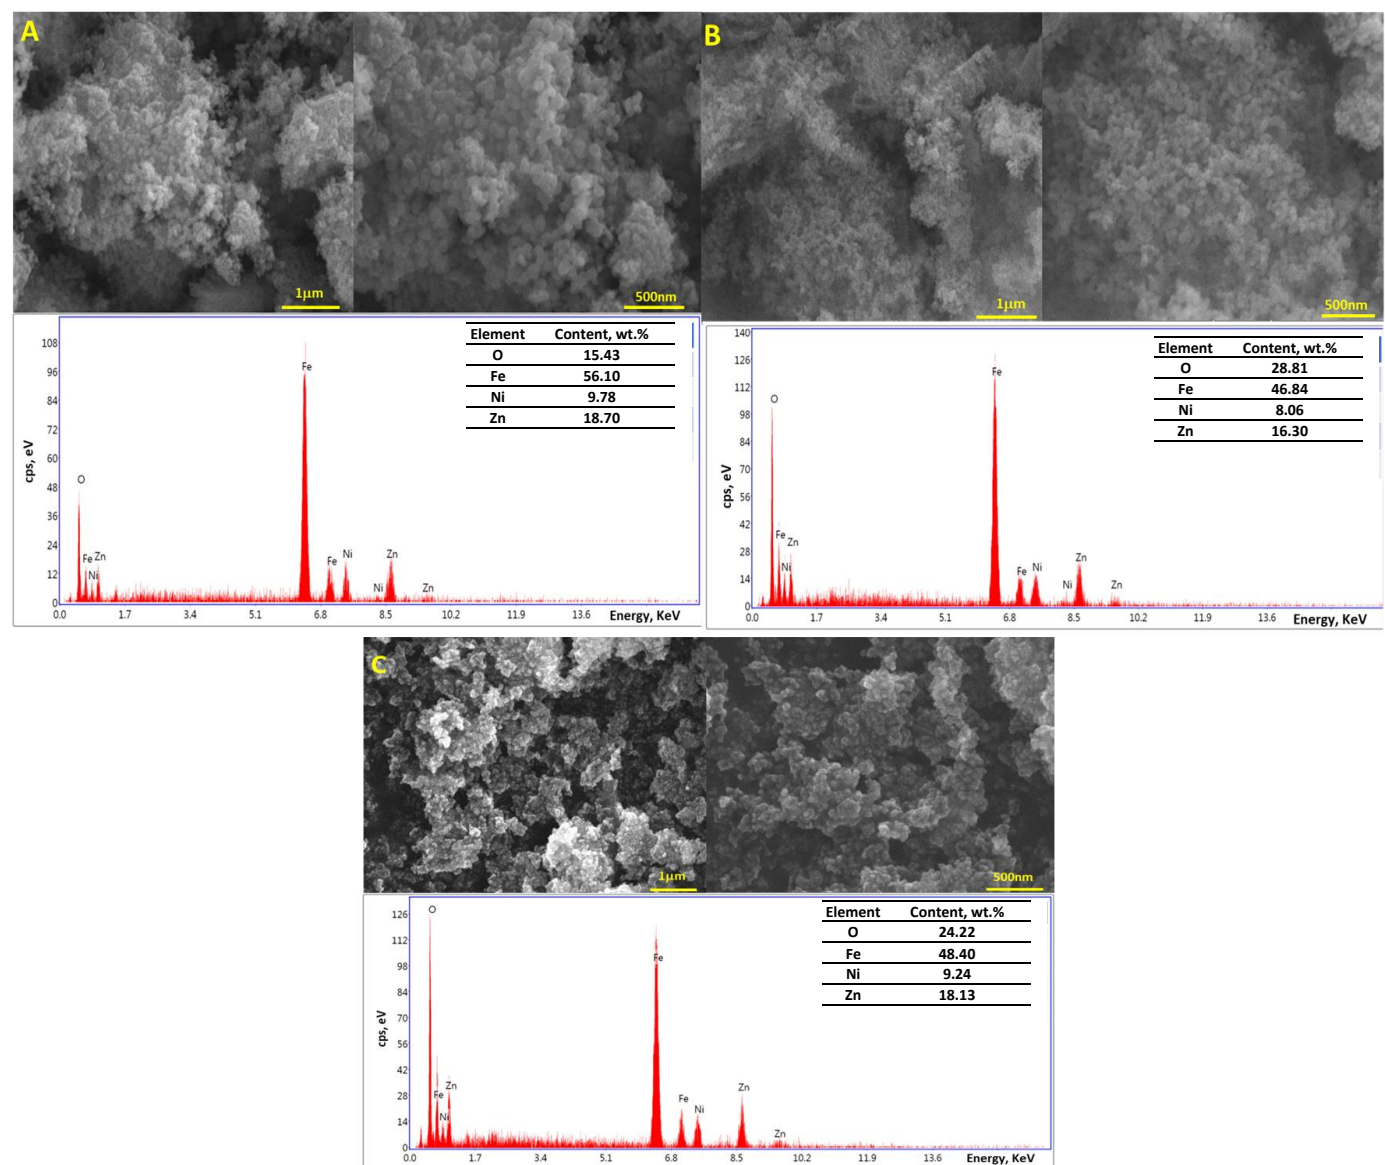 A
1µm
500nm
B
1µm
500nm
Element Content, wt.%
O 15.43
Fe 56.10
Ni 9.78
Zn 18.70
108
96
84
72
60
48
36
24
12
0
cps, eV
O
Fe
Ni
Zn
Fe
Fe
Ni
Ni
Zn
Zn
0.0 1.7 3.4 5.1 6.8 8.5 10.2 11.9 13.6 Energy, KeV
Element Content, wt.%
O 28.81
Fe 46.84
Ni 8.06
Zn 16.30
140
126
112
98
84
70
56
42
28
14
0
cps, eV
O
Fe
Ni
Zn
Fe
Fe
Ni
Ni
Zn
Zn
0.0 1.7 3.4 5.1 6.8 8.5 10.2 11.9 13.6 Energy, KeV
C
1µm
500nm
Element Content, wt.%
O 24.22
Fe 48.40
Ni 9.24
Zn 18.13
126
112
98
84
70
56
42
28
14
0
cps, eV
O
Fe
Ni
Zn
Fe
Fe
Ni
Zn
Zn
0.0 1.7 3.4 5.1 6.8 8.5 10.2 11.9 13.6 Energy, KeV